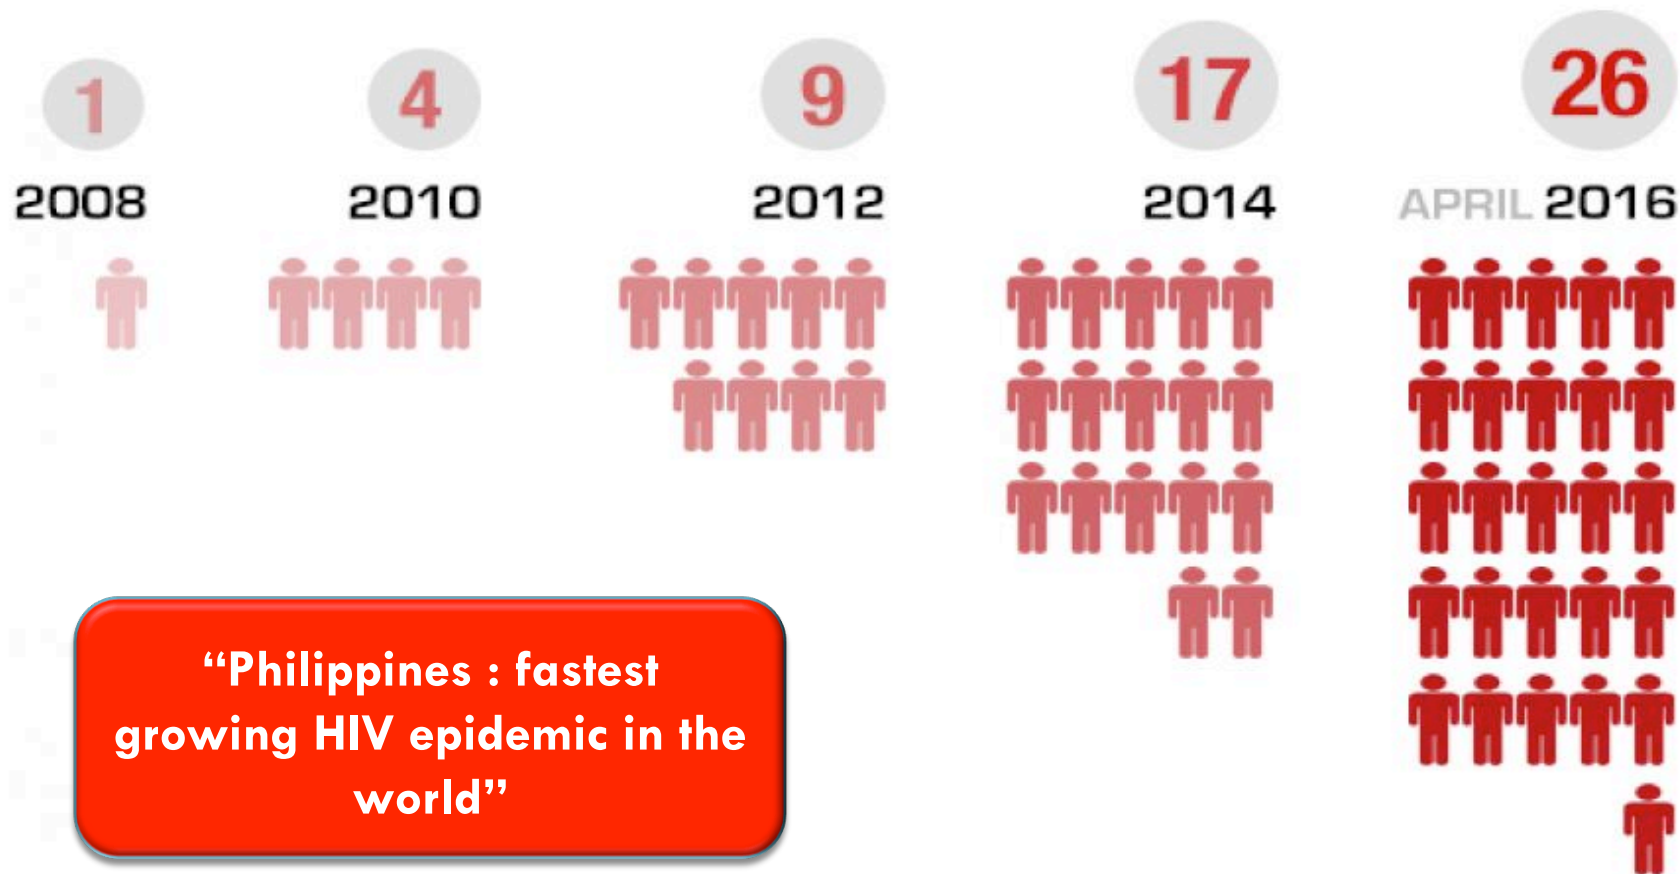 1 4 9 17 26
2008 2010 2012 2014 APRIL 2016
“Philippines : fastest
growing HIV epidemic in the
world”